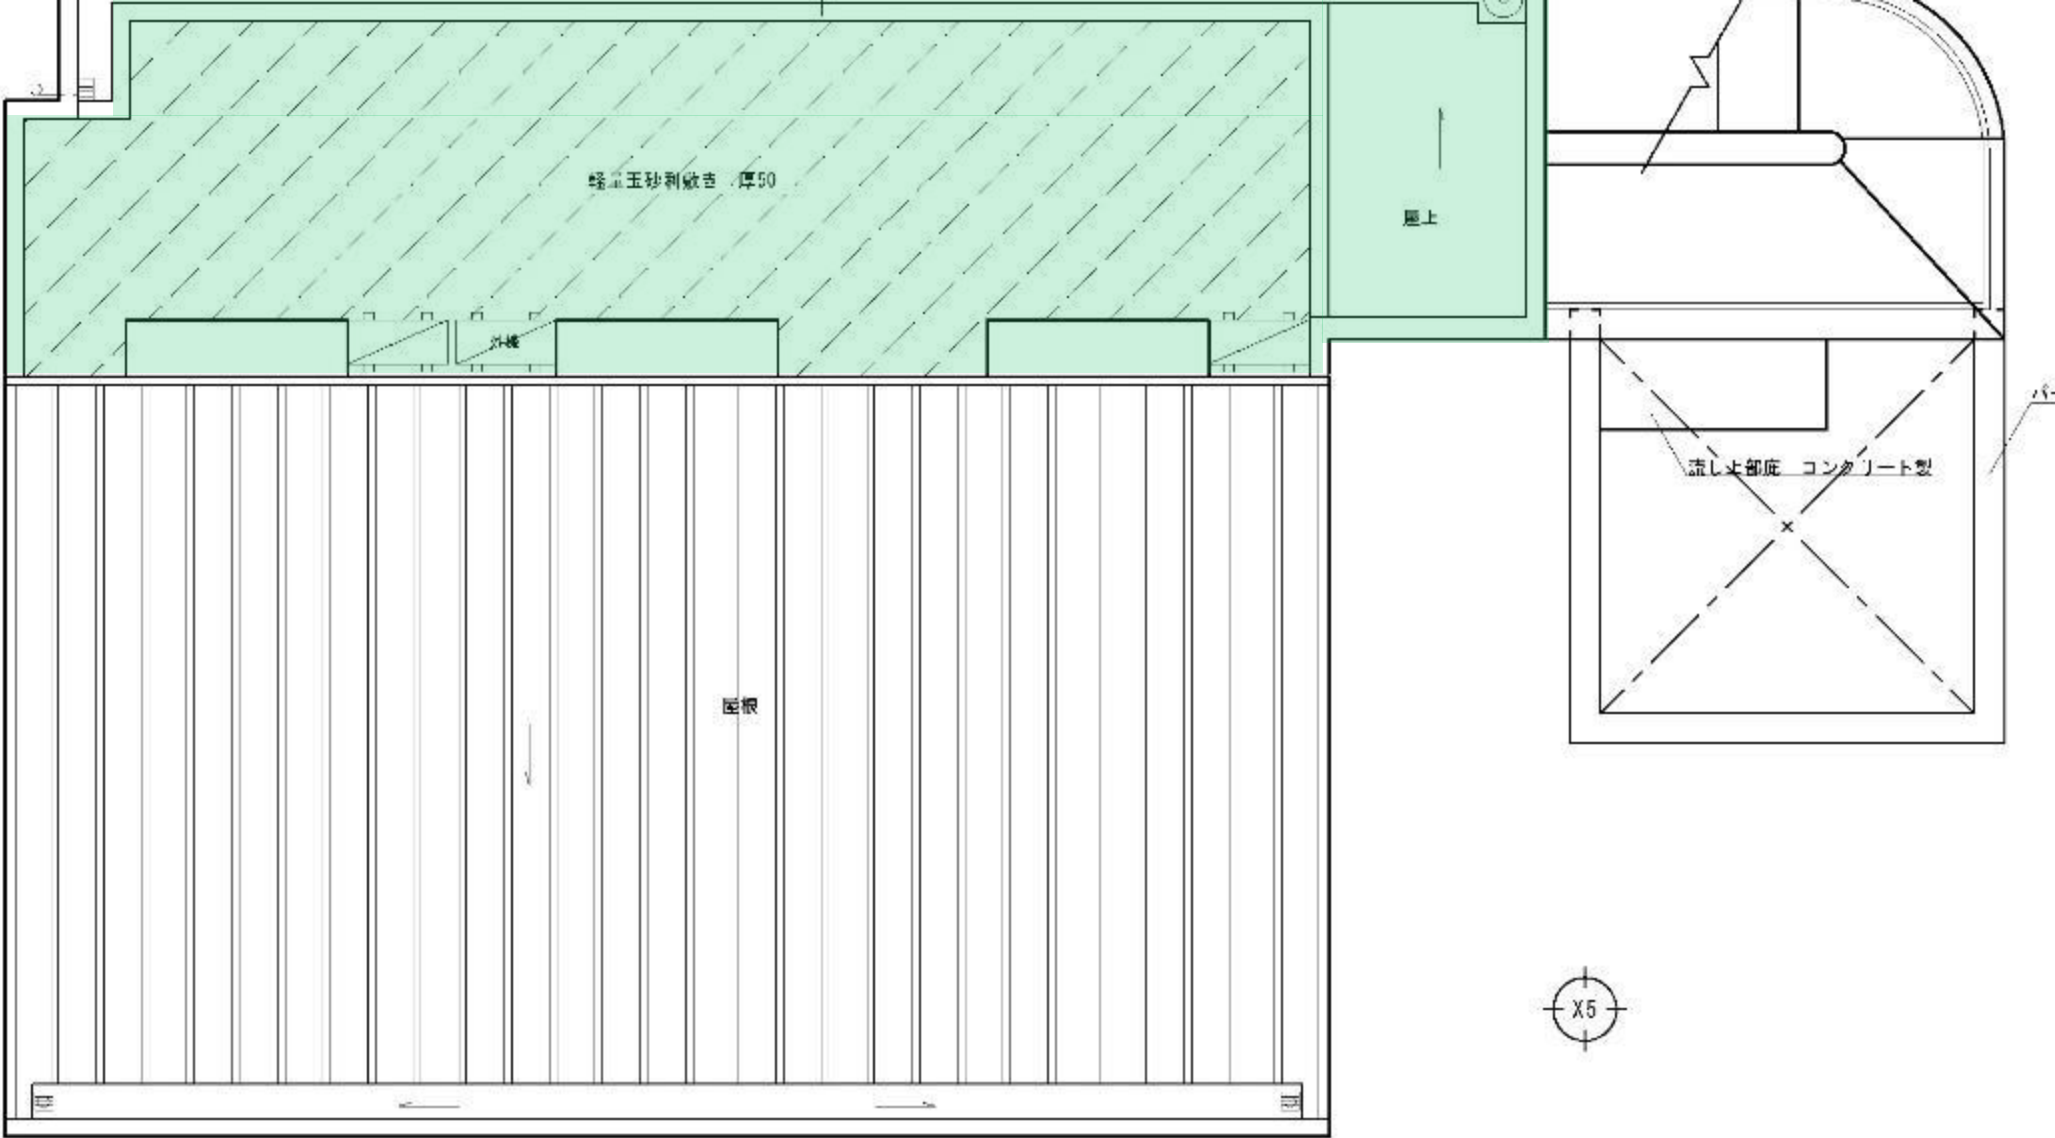 軽量玉砂利敷き 厚50
屋上
外機
流し上部庇 コンクリート製
屋根
X5